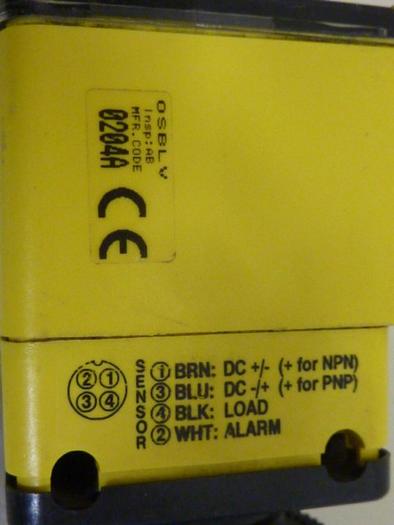 OSBLV
Insp:AB
MFR.CODE
0204A
CE
② ①
③ ④
SENSOR
① BRN: DC +/- (+ for NPN)
③ BLU: DC -/+ (+ for PNP)
④ BLK: LOAD
② WHT: ALARM